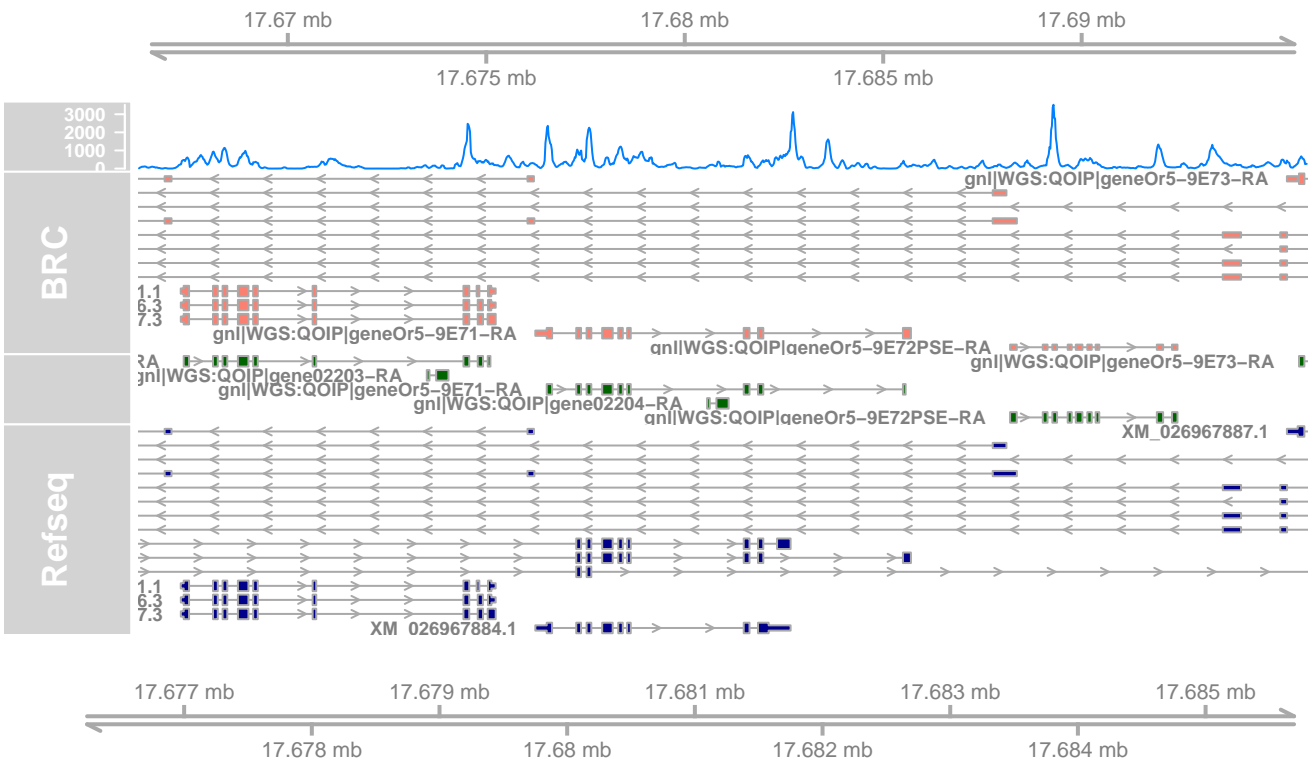 17.67 mb 17.68 mb 17.69 mb
17.675 mb 17.685 mb
3000
2000
1000
0
BRC
gnl|WGS:QOIP|geneOr5−9E73−RA
1.1
6.3
7.3
gnl|WGS:QOIP|geneOr5−9E71−RA
gnl|WGS:QOIP|geneOr5−9E72PSE−RA
RA gnl|WGS:QOIP|geneOr5−9E73−RA
gnl|WGS:QOIP|gene02203−RA
gnl|WGS:QOIP|geneOr5−9E71−RA
gnl|WGS:QOIP|gene02204−RA
gnl|WGS:QOIP|geneOr5−9E72PSE−RA
Refseq
XM_026967887.1
1.1
6.3
7.3
XM_026967884.1
17.677 mb 17.679 mb 17.681 mb 17.683 mb 17.685 mb
17.678 mb 17.68 mb 17.682 mb 17.684 mb